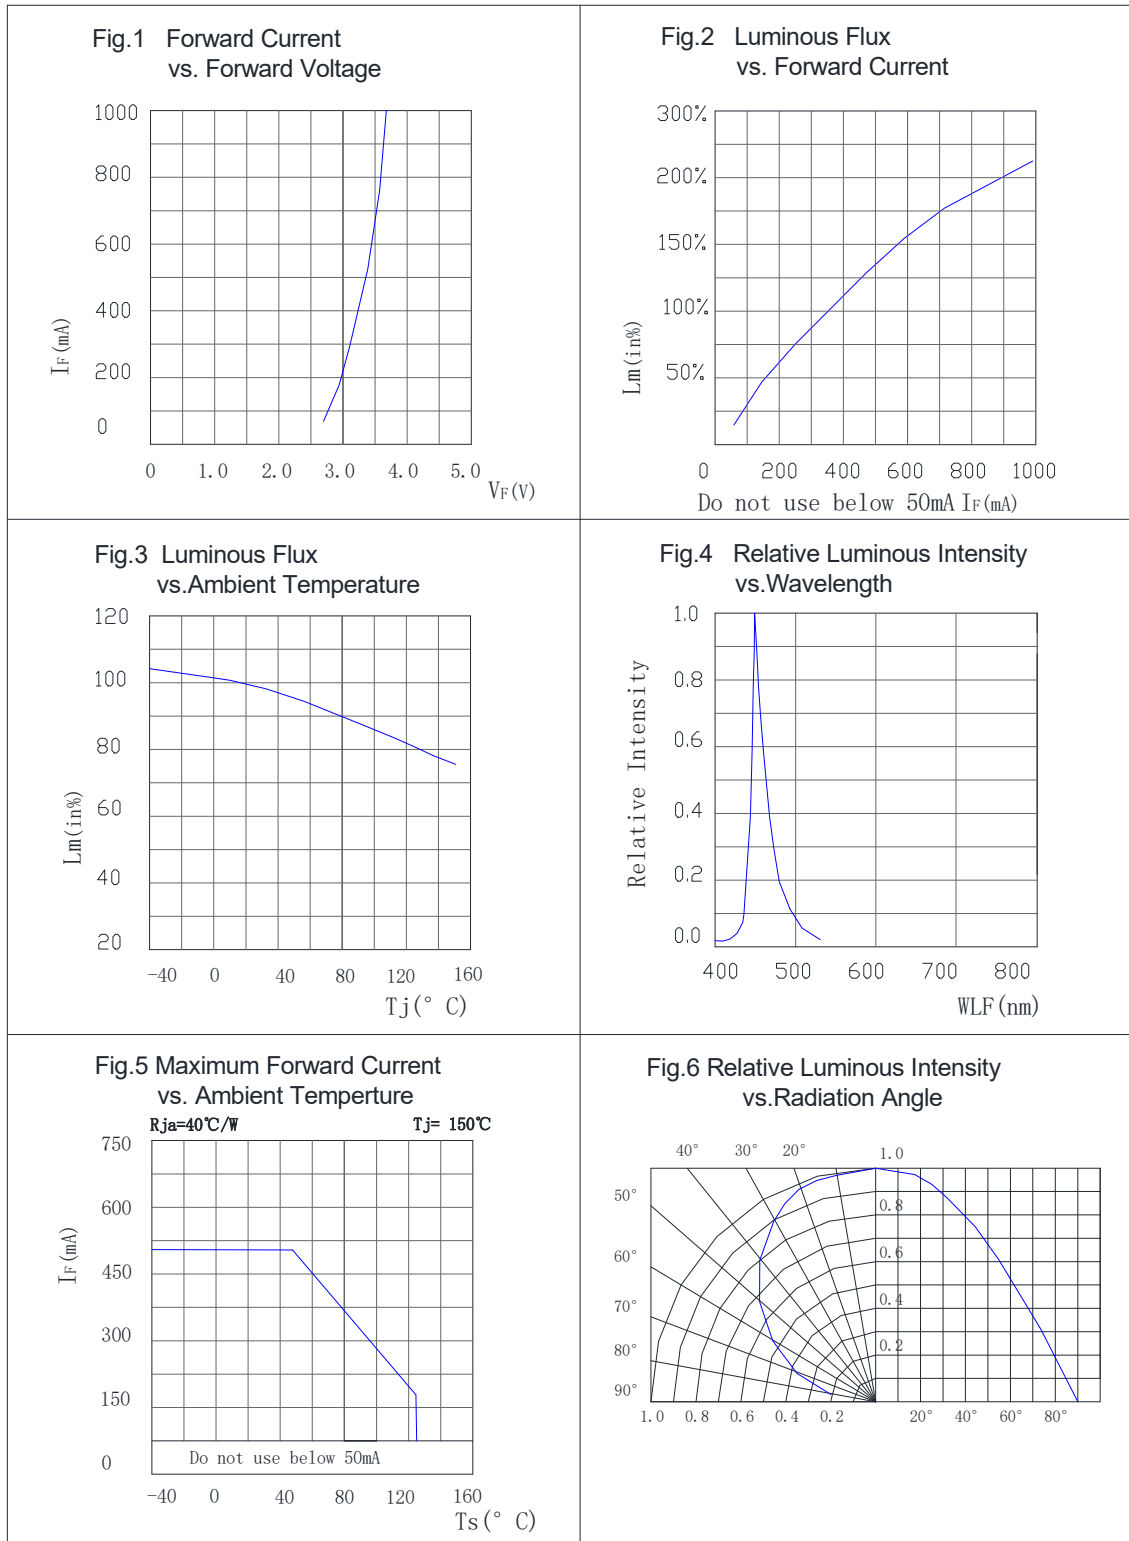 Fig.1 Forward Current
vs. Forward Voltage
1000
800
600
400
200
0
IF(mA)
0 1.0 2.0 3.0 4.0 5.0
VF(V)
Fig.2 Luminous Flux
vs. Forward Current
300%
200%
150%
100%
50%
Lm(in%)
0 200 400 600 800 1000
Do not use below 50mA IF(mA)
Fig.3 Luminous Flux
vs.Ambient Temperature
120
100
80
60
40
20
Lm(in%)
-40 0 40 80 120 160
Tj(° C)
Fig.4 Relative Luminous Intensity
vs.Wavelength
1.0
0.8
0.6
0.4
0.2
0.0
Relative Intensity
400 500 600 700 800
WLF(nm)
Fig.5 Maximum Forward Current
vs. Ambient Temperture
Rja=40℃/W Tj= 150℃
750
600
450
300
150
0
IF(mA)
Do not use below 50mA
-40 0 40 80 120 160
Ts(° C)
Fig.6 Relative Luminous Intensity
vs.Radiation Angle
40° 30° 20° 1.0
50°
0.8
60°
0.6
70°
0.4
80°
0.2
90°
1.0 0.8 0.6 0.4 0.2 20° 40° 60° 80°